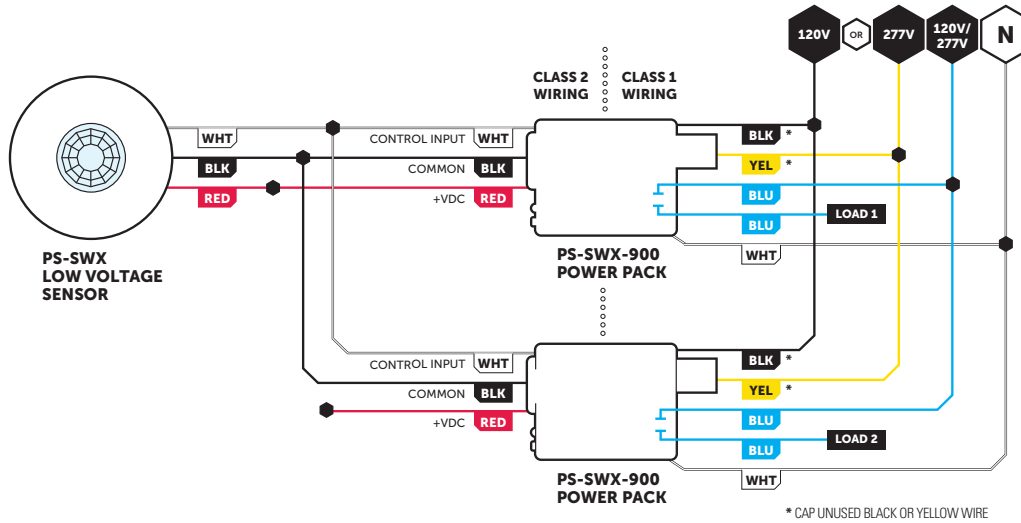 120V
OR
277V
120V/
277V
N
CLASS 2
WIRING
CLASS 1
WIRING
WHT
CONTROL INPUT
WHT
BLK
*
BLK
COMMON
BLK
YEL
*
RED
+VDC
RED
BLU
BLU
LOAD 1
PS-SWX
LOW VOLTAGE
SENSOR
PS-SWX-900
POWER PACK
WHT
CONTROL INPUT
WHT
BLK
*
COMMON
BLK
YEL
*
+VDC
RED
BLU
BLU
LOAD 2
PS-SWX-900
POWER PACK
WHT
* CAP UNUSED BLACK OR YELLOW WIRE